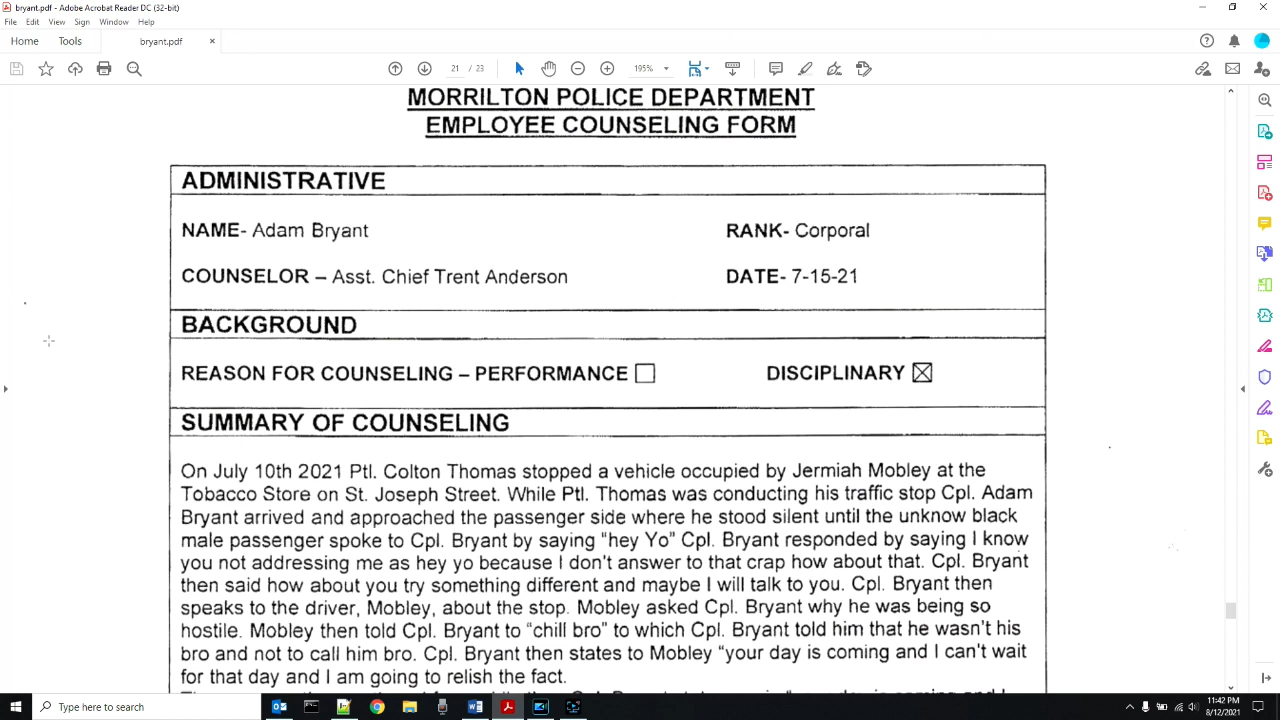 bryant.pdf - Adobe Acrobat Reader DC (32-bit)
File Edit View Sign Window Help
Home Tools bryant.pdf ×
21 / 23 195%
MORRILTON POLICE DEPARTMENT
EMPLOYEE COUNSELING FORM
ADMINISTRATIVE
NAME- Adam Bryant RANK- Corporal
COUNSELOR – Asst. Chief Trent Anderson DATE- 7-15-21
BACKGROUND
REASON FOR COUNSELING – PERFORMANCE ☐ DISCIPLINARY ☒
SUMMARY OF COUNSELING
On July 10th 2021 Ptl. Colton Thomas stopped a vehicle occupied by Jermiah Mobley at the
Tobacco Store on St. Joseph Street. While Ptl. Thomas was conducting his traffic stop Cpl. Adam
Bryant arrived and approached the passenger side where he stood silent until the unknow black
male passenger spoke to Cpl. Bryant by saying "hey Yo" Cpl. Bryant responded by saying I know
you not addressing me as hey yo because I don't answer to that crap how about that. Cpl. Bryant
then said how about you try something different and maybe I will talk to you. Cpl. Bryant then
speaks to the driver, Mobley, about the stop. Mobley asked Cpl. Bryant why he was being so
hostile. Mobley then told Cpl. Bryant to "chill bro" to which Cpl. Bryant told him that he wasn't his
bro and not to call him bro. Cpl. Bryant then states to Mobley "your day is coming and I can't wait
for that day and I am going to relish the fact.
Type here to search
11:42 PM
8/12/2021